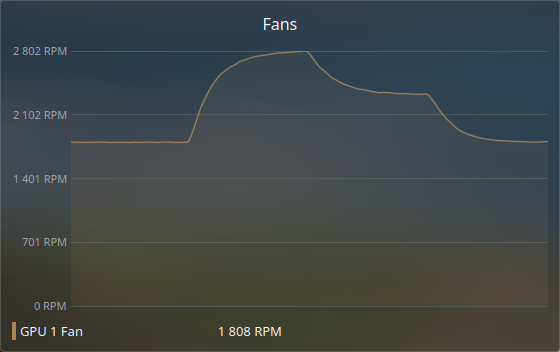 Fans
2 802 RPM
2 102 RPM
1 401 RPM
701 RPM
0 RPM
GPU 1 Fan 1 808 RPM